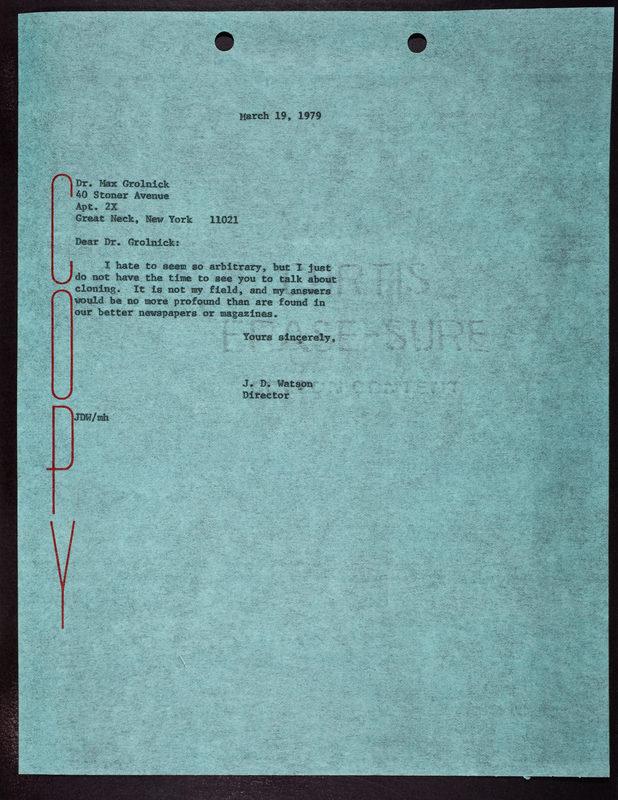 March 19, 1979
COPY
Dr. Max Grolnick
40 Stoner Avenue
Apt. 2X
Great Neck, New York 11021
Dear Dr. Grolnick:
I hate to seem so arbitrary, but I just
do not have the time to see you to talk about
cloning. It is not my field, and my answers
would be no more profound than are found in
our better newspapers or magazines.
Yours sincerely,
J. D. Watson
Director
JDW/mh
ERASE-SURE
CONTENT